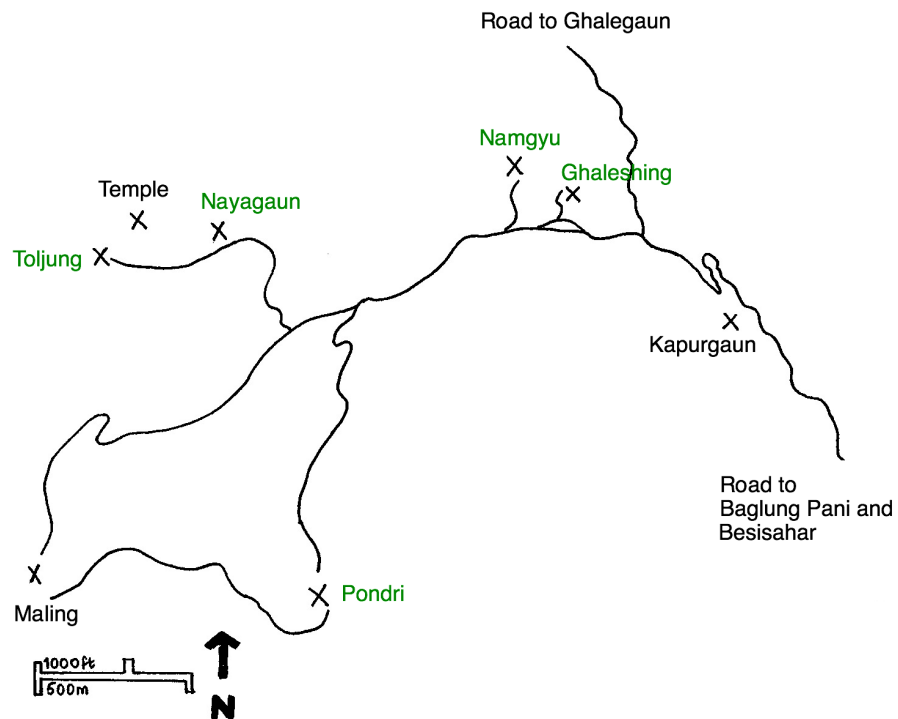 Road to Ghalegaun
Namgyu
Ghaleshing
Temple
Nayagaun
Toljung
Kapurgaun
Road to
Baglung Pani and
Besisahar
Pondri
Maling
1000ft
500m
N